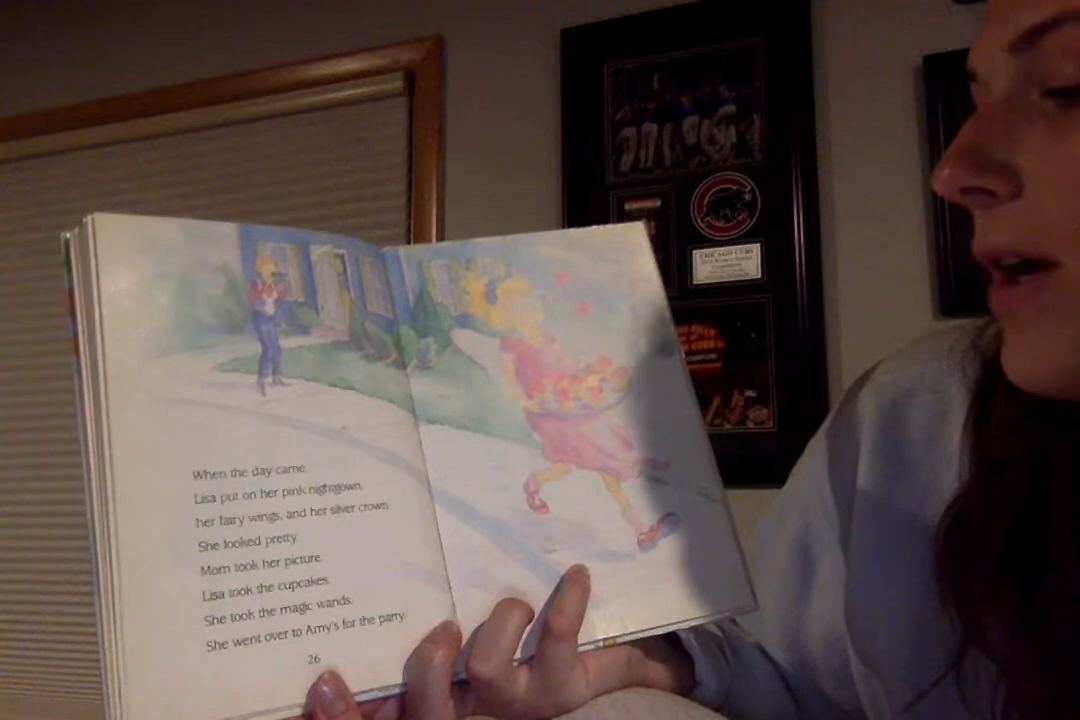 When the day came,
Lisa put on her pink nightgown,
her fairy wings, and her silver crown.
She looked pretty.
Mom took her picture.
Lisa took the cupcakes.
She took the magic wands.
She went over to Amy's for the party.
26
CHICAGO CUBS